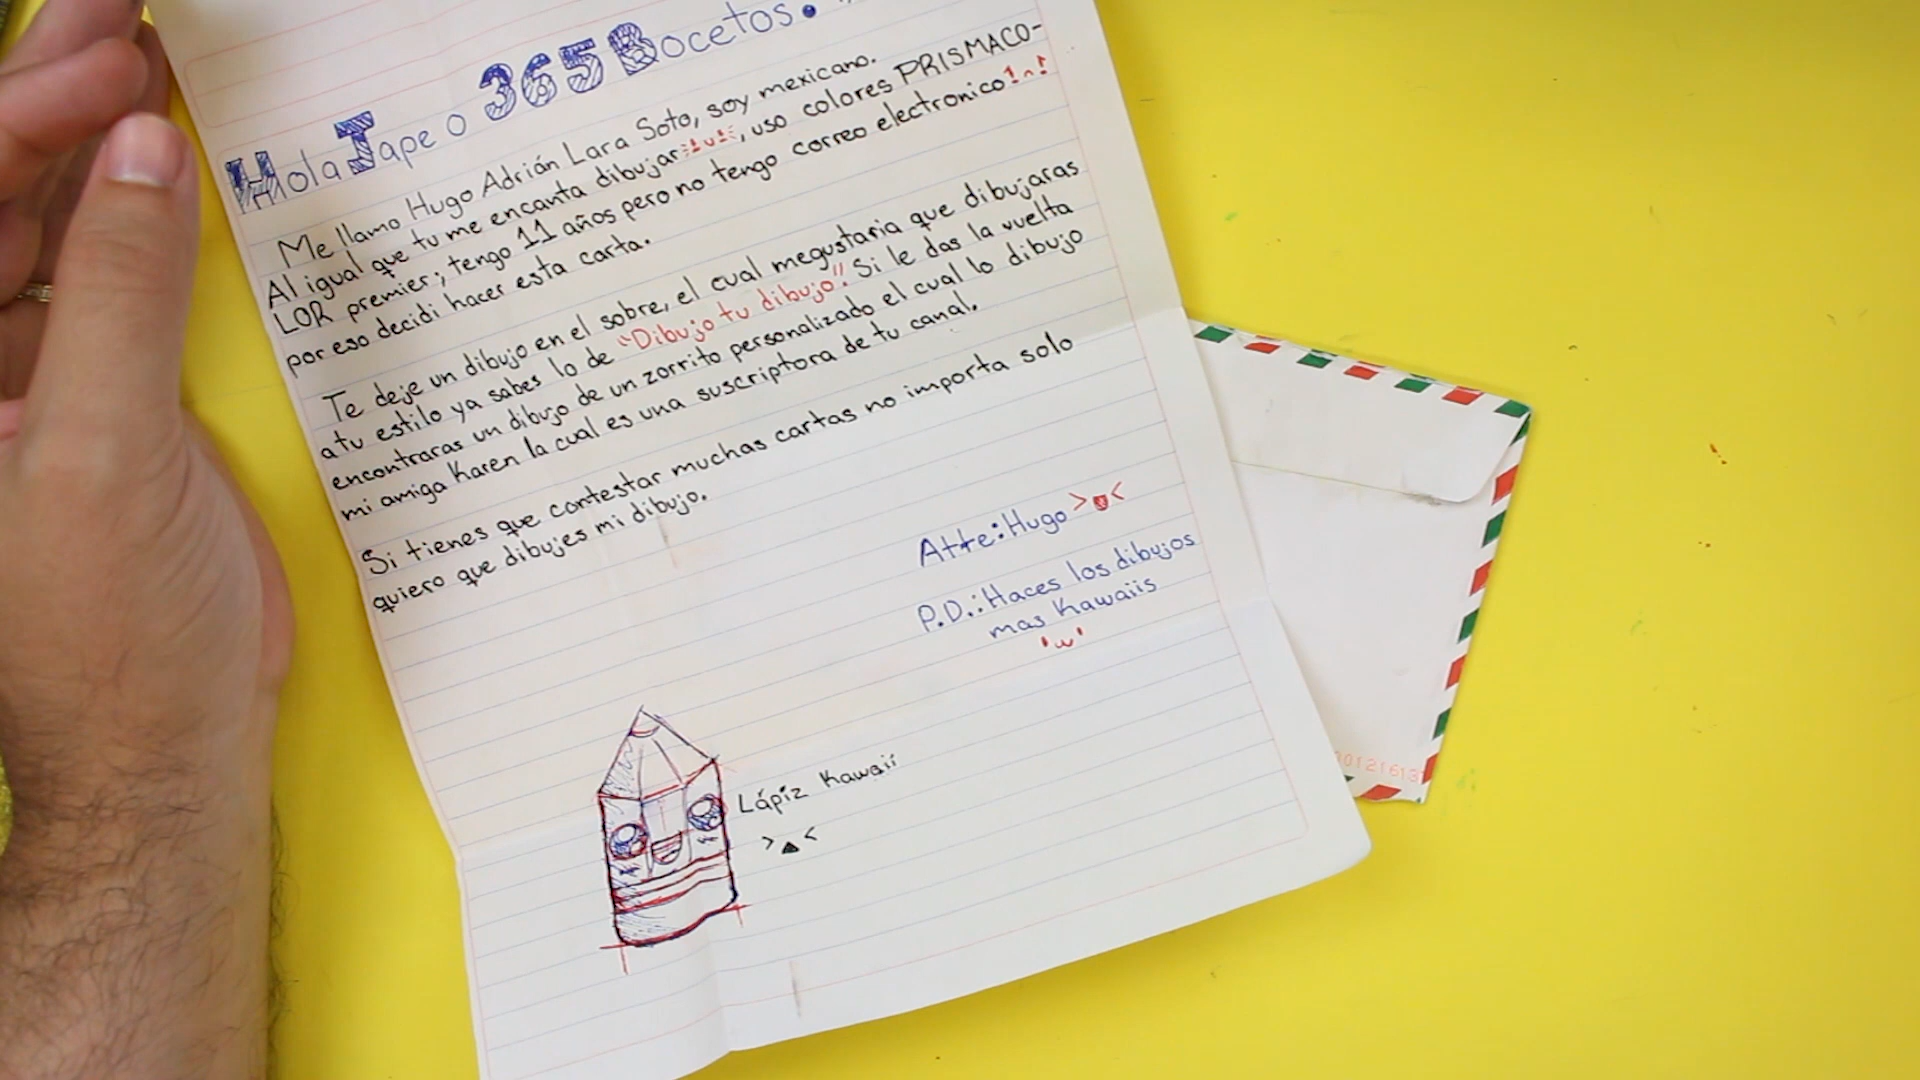 Hola Iape o 365Bocetos.
Me llamo Hugo Adrián Lara Soto, soy mexicano.
Al igual que tu me encanta dibujar 'u', uso colores PRISMACO-
LOR premier; tengo 11 años pero no tengo correo electronico 1^!
por eso decidi hacer esta carta.
Te deje un dibujo en el sobre, el cual megustaria que dibujaras
a tu estilo ya sabes lo de "Dibujo tu dibujo". Si le das la vuelta
encontraras un dibujo de un zorrito personalizado el cual lo dibujo
mi amiga Karen la cual es una suscriptora de tu canal.
Si tienes que contestar muchas cartas no importa solo
quiero que dibujes mi dibujo.
Atte:Hugo >o<
P.D.:Haces los dibujos
mas Kawaiis
'w'
Lápiz Kawaii
>▲<